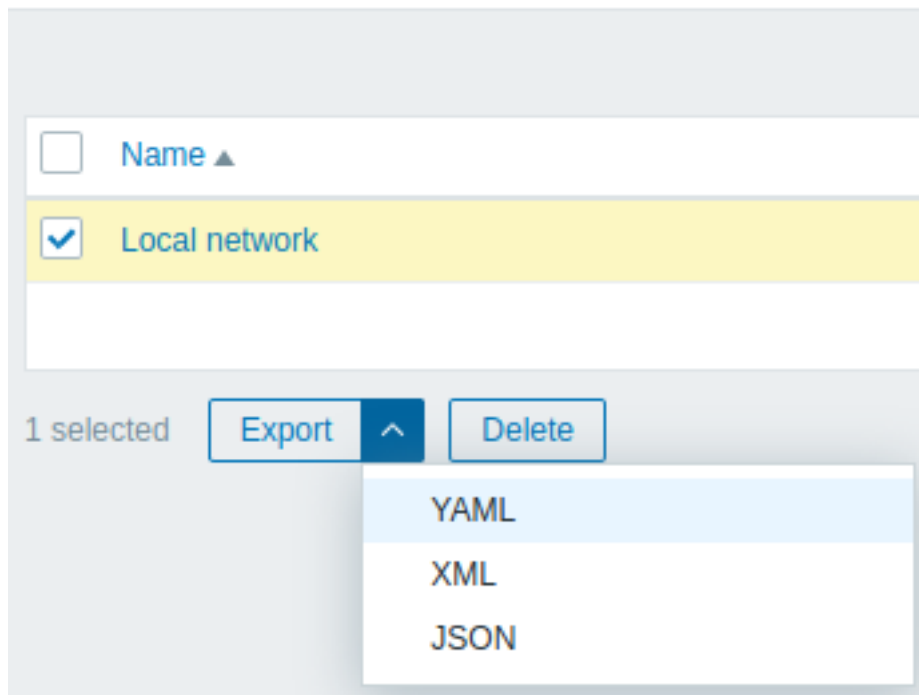 Name
Local network
1 selected Export Delete
YAML
XML
JSON